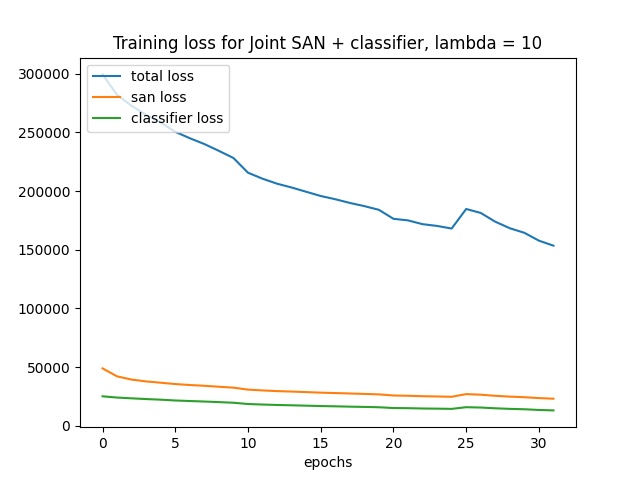 Training loss for Joint SAN + classifier, lambda = 10
300000
250000
200000
150000
100000
50000
0
total loss
san loss
classifier loss
0 5 10 15 20 25 30
epochs